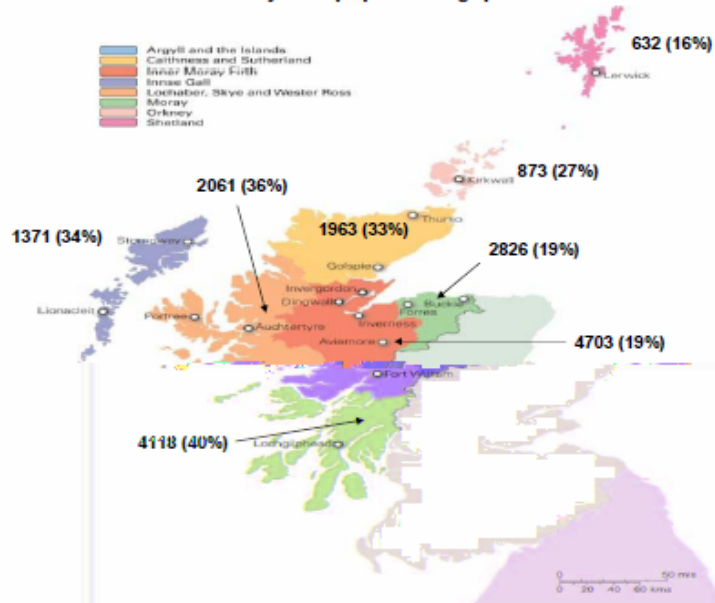 Argyll and the Islands
Caithness and Sutherland
Inner Moray Firth
Innse Gall
Lochaber, Skye and Wester Ross
Moray
Orkney
Shetland
632 (16%)
Lerwick
873 (27%)
Kirkwall
2061 (36%)
Thurso
1963 (33%)
1371 (34%)
Stornoway
2826 (19%)
Golspie
Invergordon
Dingwall
Buckie
Forres
Lionacleit
Portree
Inverness
Auchtertyre
Aviemore
4703 (19%)
Fort William
4118 (40%)
Lochgilphead
0 50 mls
0 20 40 60 kms